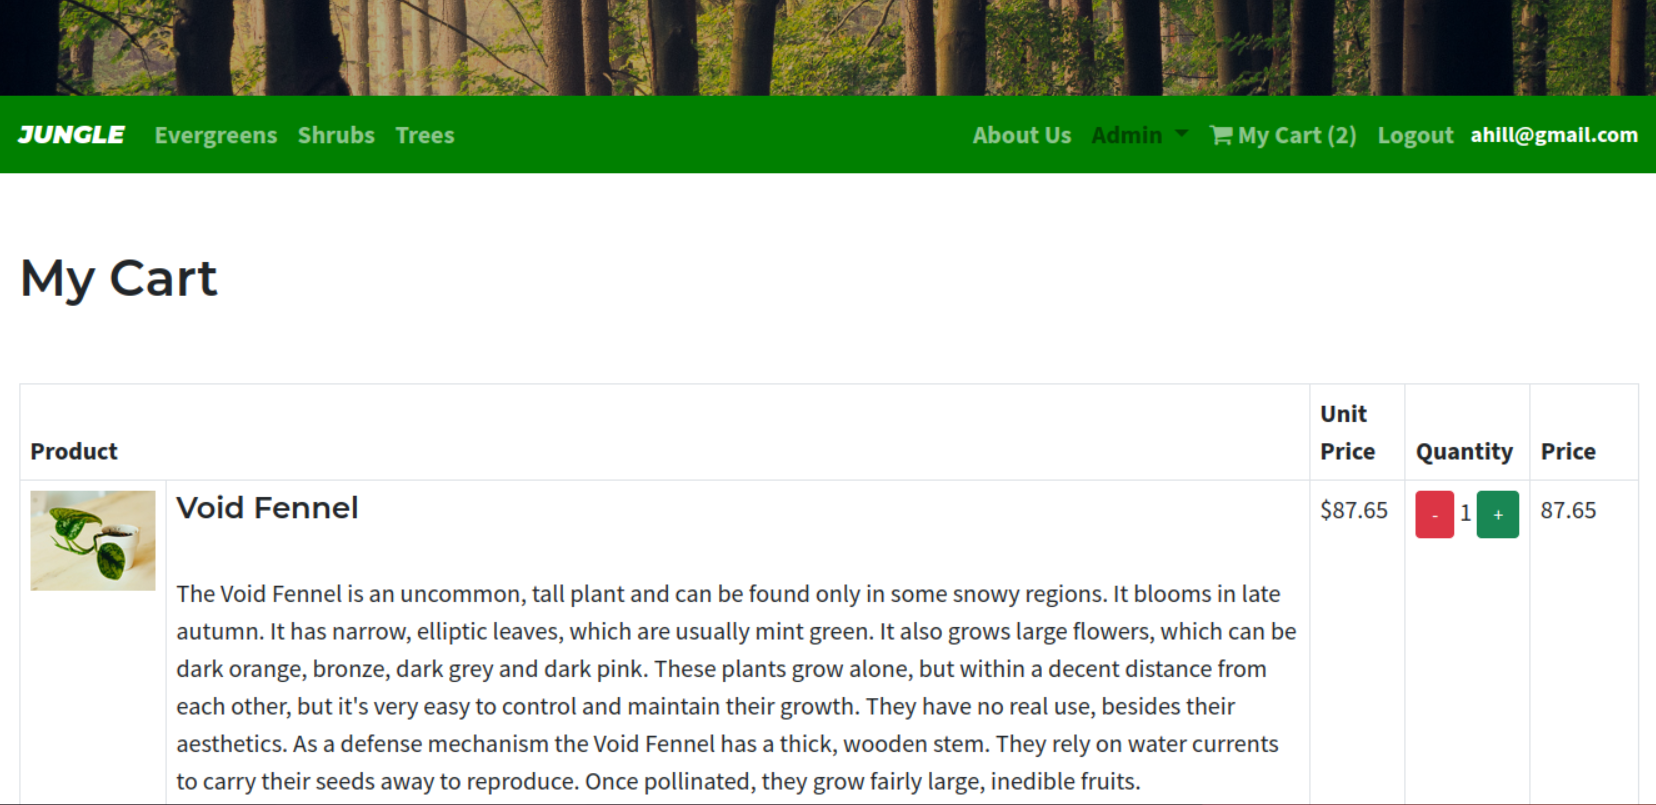 JUNGLE Evergreens Shrubs Trees About Us Admin My Cart (2) Logout ahill@gmail.com
My Cart
Product Unit Price Quantity Price
Void Fennel $87.65 - 1 + 87.65
The Void Fennel is an uncommon, tall plant and can be found only in some snowy regions. It blooms in late
autumn. It has narrow, elliptic leaves, which are usually mint green. It also grows large flowers, which can be
dark orange, bronze, dark grey and dark pink. These plants grow alone, but within a decent distance from
each other, but it's very easy to control and maintain their growth. They have no real use, besides their
aesthetics. As a defense mechanism the Void Fennel has a thick, wooden stem. They rely on water currents
to carry their seeds away to reproduce. Once pollinated, they grow fairly large, inedible fruits.